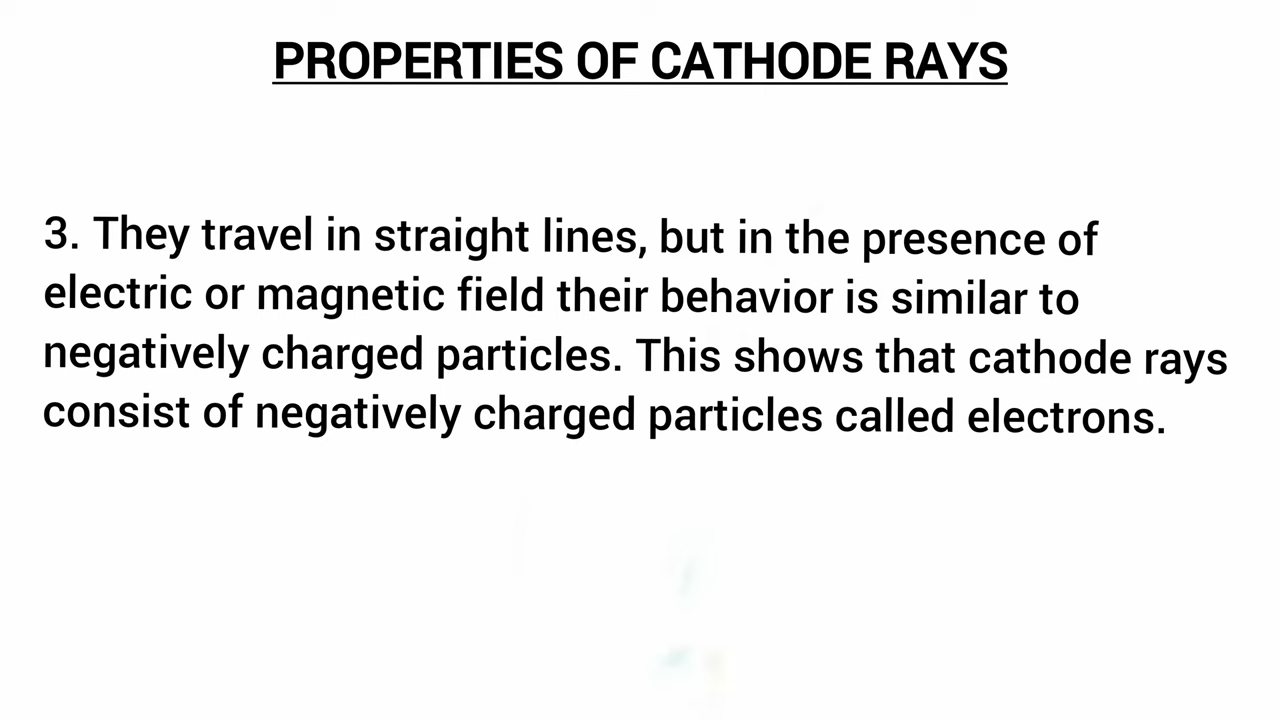 PROPERTIES OF CATHODE RAYS
3. They travel in straight lines, but in the presence of
electric or magnetic field their behavior is similar to
negatively charged particles. This shows that cathode rays
consist of negatively charged particles called electrons.